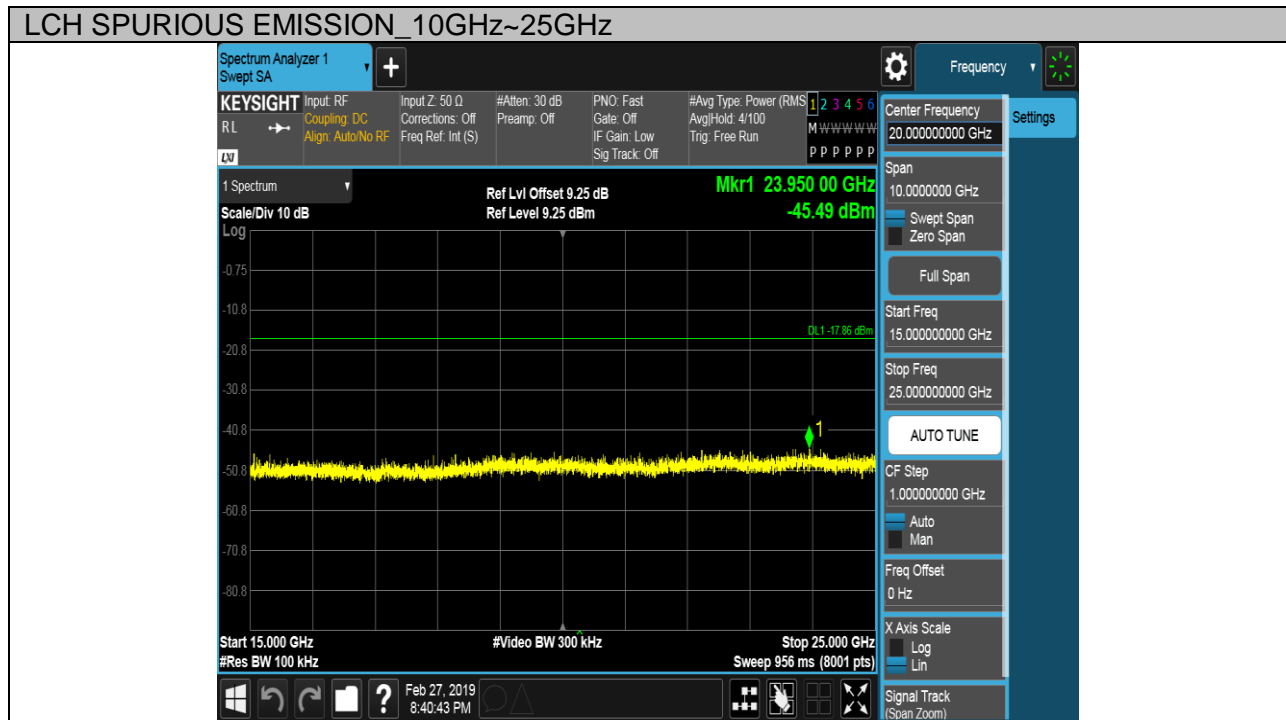 LCH SPURIOUS EMISSION_10GHz~25GHz
Spectrum Analyzer 1
Swept SA
+
Frequency
KEYSIGHT
RL
LXI
Input: RF
Coupling: DC
Align: Auto/No RF
Input Z: 50 Ω
Corrections: Off
Freq Ref: Int (S)
#Atten: 30 dB
Preamp: Off
PNO: Fast
Gate: Off
IF Gain: Low
Sig Track: Off
#Avg Type: Power (RMS
Avg|Hold: 4/100
Trig: Free Run
1 2 3 4 5 6
M W W W W W
P P P P P P
1 Spectrum
Scale/Div 10 dB
Ref Lvl Offset 9.25 dB
Ref Level 9.25 dBm
Mkr1 23.950 00 GHz
-45.49 dBm
Log
-0.75
-10.8
-20.8
-30.8
-40.8
-50.8
-60.8
-70.8
-80.8
DL1 -17.86 dBm
1
Start 15.000 GHz
#Res BW 100 kHz
#Video BW 300 kHz
Stop 25.000 GHz
Sweep 956 ms (8001 pts)
Center Frequency
20.000000000 GHz
Settings
Span
10.0000000 GHz
Swept Span
Zero Span
Full Span
Start Freq
15.000000000 GHz
Stop Freq
25.000000000 GHz
AUTO TUNE
CF Step
1.000000000 GHz
Auto
Man
Freq Offset
0 Hz
X Axis Scale
Log
Lin
Signal Track
(Span Zoom)
?
Feb 27, 2019
8:40:43 PM